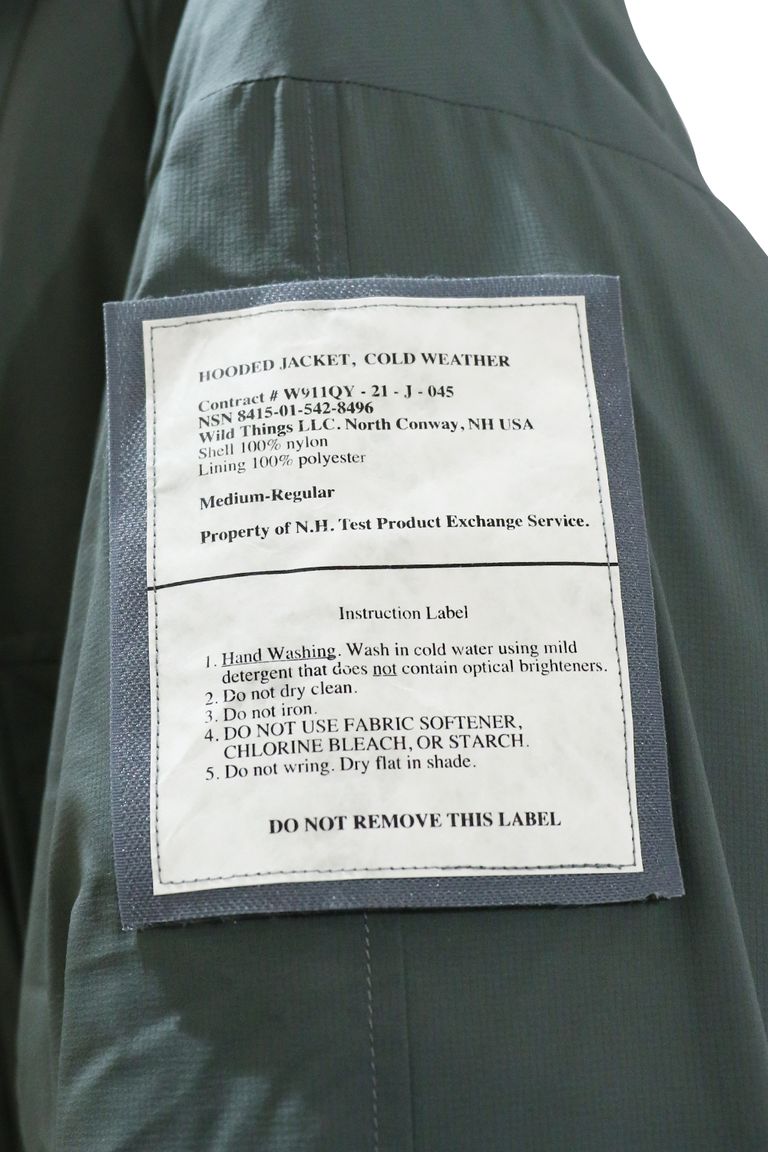 HOODED JACKET, COLD WEATHER
Contract # W911QY - 21 - J - 045
NSN 8415-01-542-8496
Wild Things LLC. North Conway, NH USA
Shell 100% nylon
Lining 100% polyester
Medium-Regular
Property of N.H. Test Product Exchange Service.
Instruction Label
1. Hand Washing. Wash in cold water using mild
detergent that does not contain optical brighteners.
2. Do not dry clean.
3. Do not iron.
4. DO NOT USE FABRIC SOFTENER,
CHLORINE BLEACH, OR STARCH.
5. Do not wring. Dry flat in shade.
DO NOT REMOVE THIS LABEL